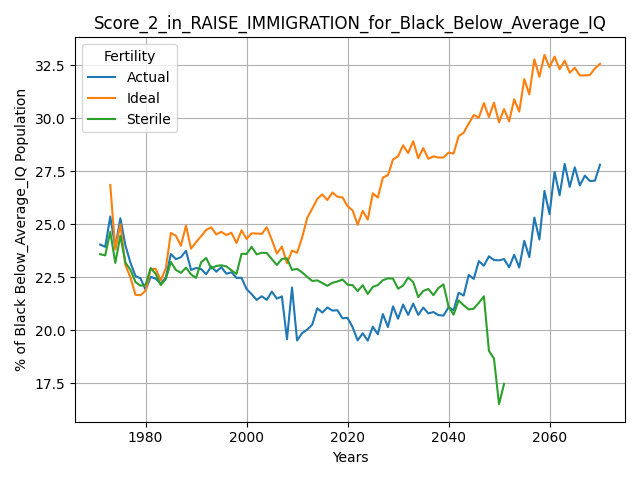 Score_2_in_RAISE_IMMIGRATION_for_Black_Below_Average_IQ
Fertility
Actual
Ideal
Sterile
% of Black Below_Average_IQ Population
32.5
30.0
27.5
25.0
22.5
20.0
17.5
1980
2000
2020
2040
2060
Years